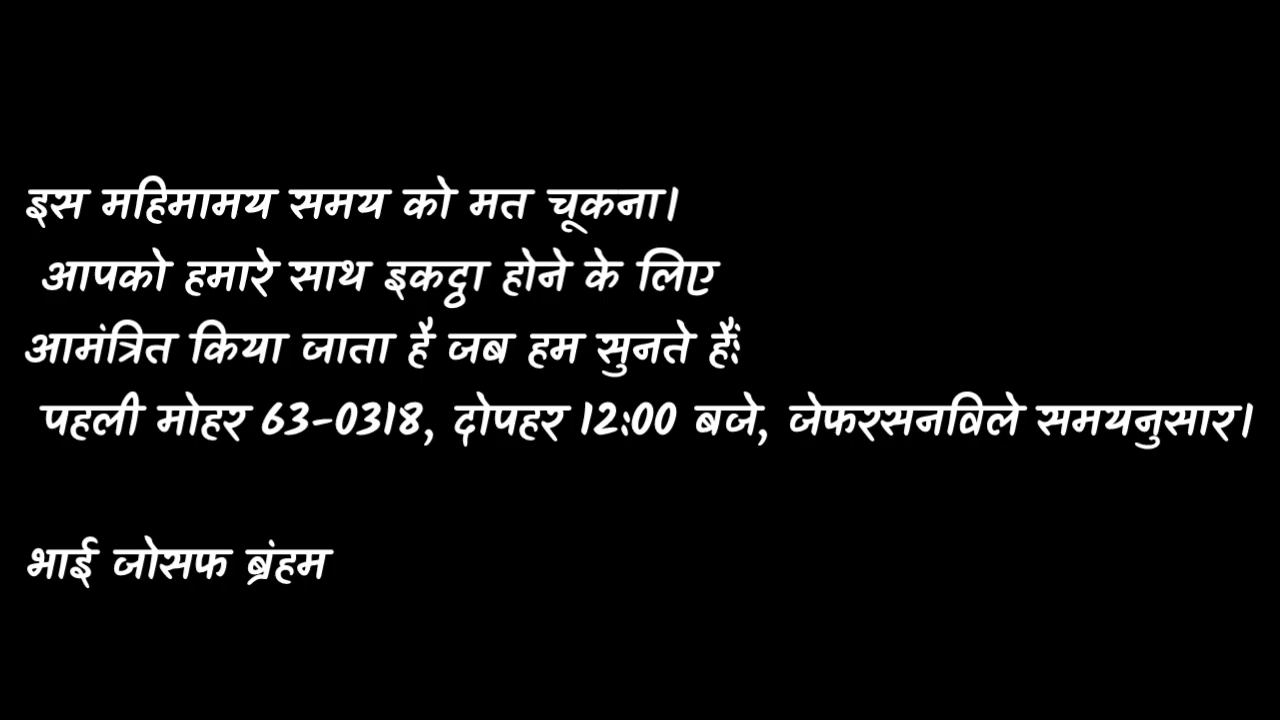 इस महिमामय समय को मत चूकना।
आपको हमारे साथ इकट्ठा होने के लिए
आमंत्रित किया जाता है जब हम सुनते हैं:
पहली मोहर 63-0318, दोपहर 12:00 बजे, जेफरसनविले समयनुसार।
भाई जोसफ ब्रंहम